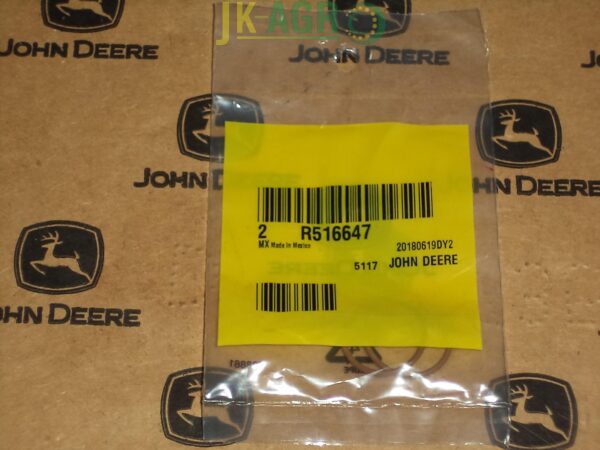 JK-AGRO
JOHN DEERE
JOHN DEERE
JOHN DEERE
JOHN DEERE
JOHN DEERE
2 R516647
MX Made In Mexico
20180619DY2
5117 JOHN DEERE
4